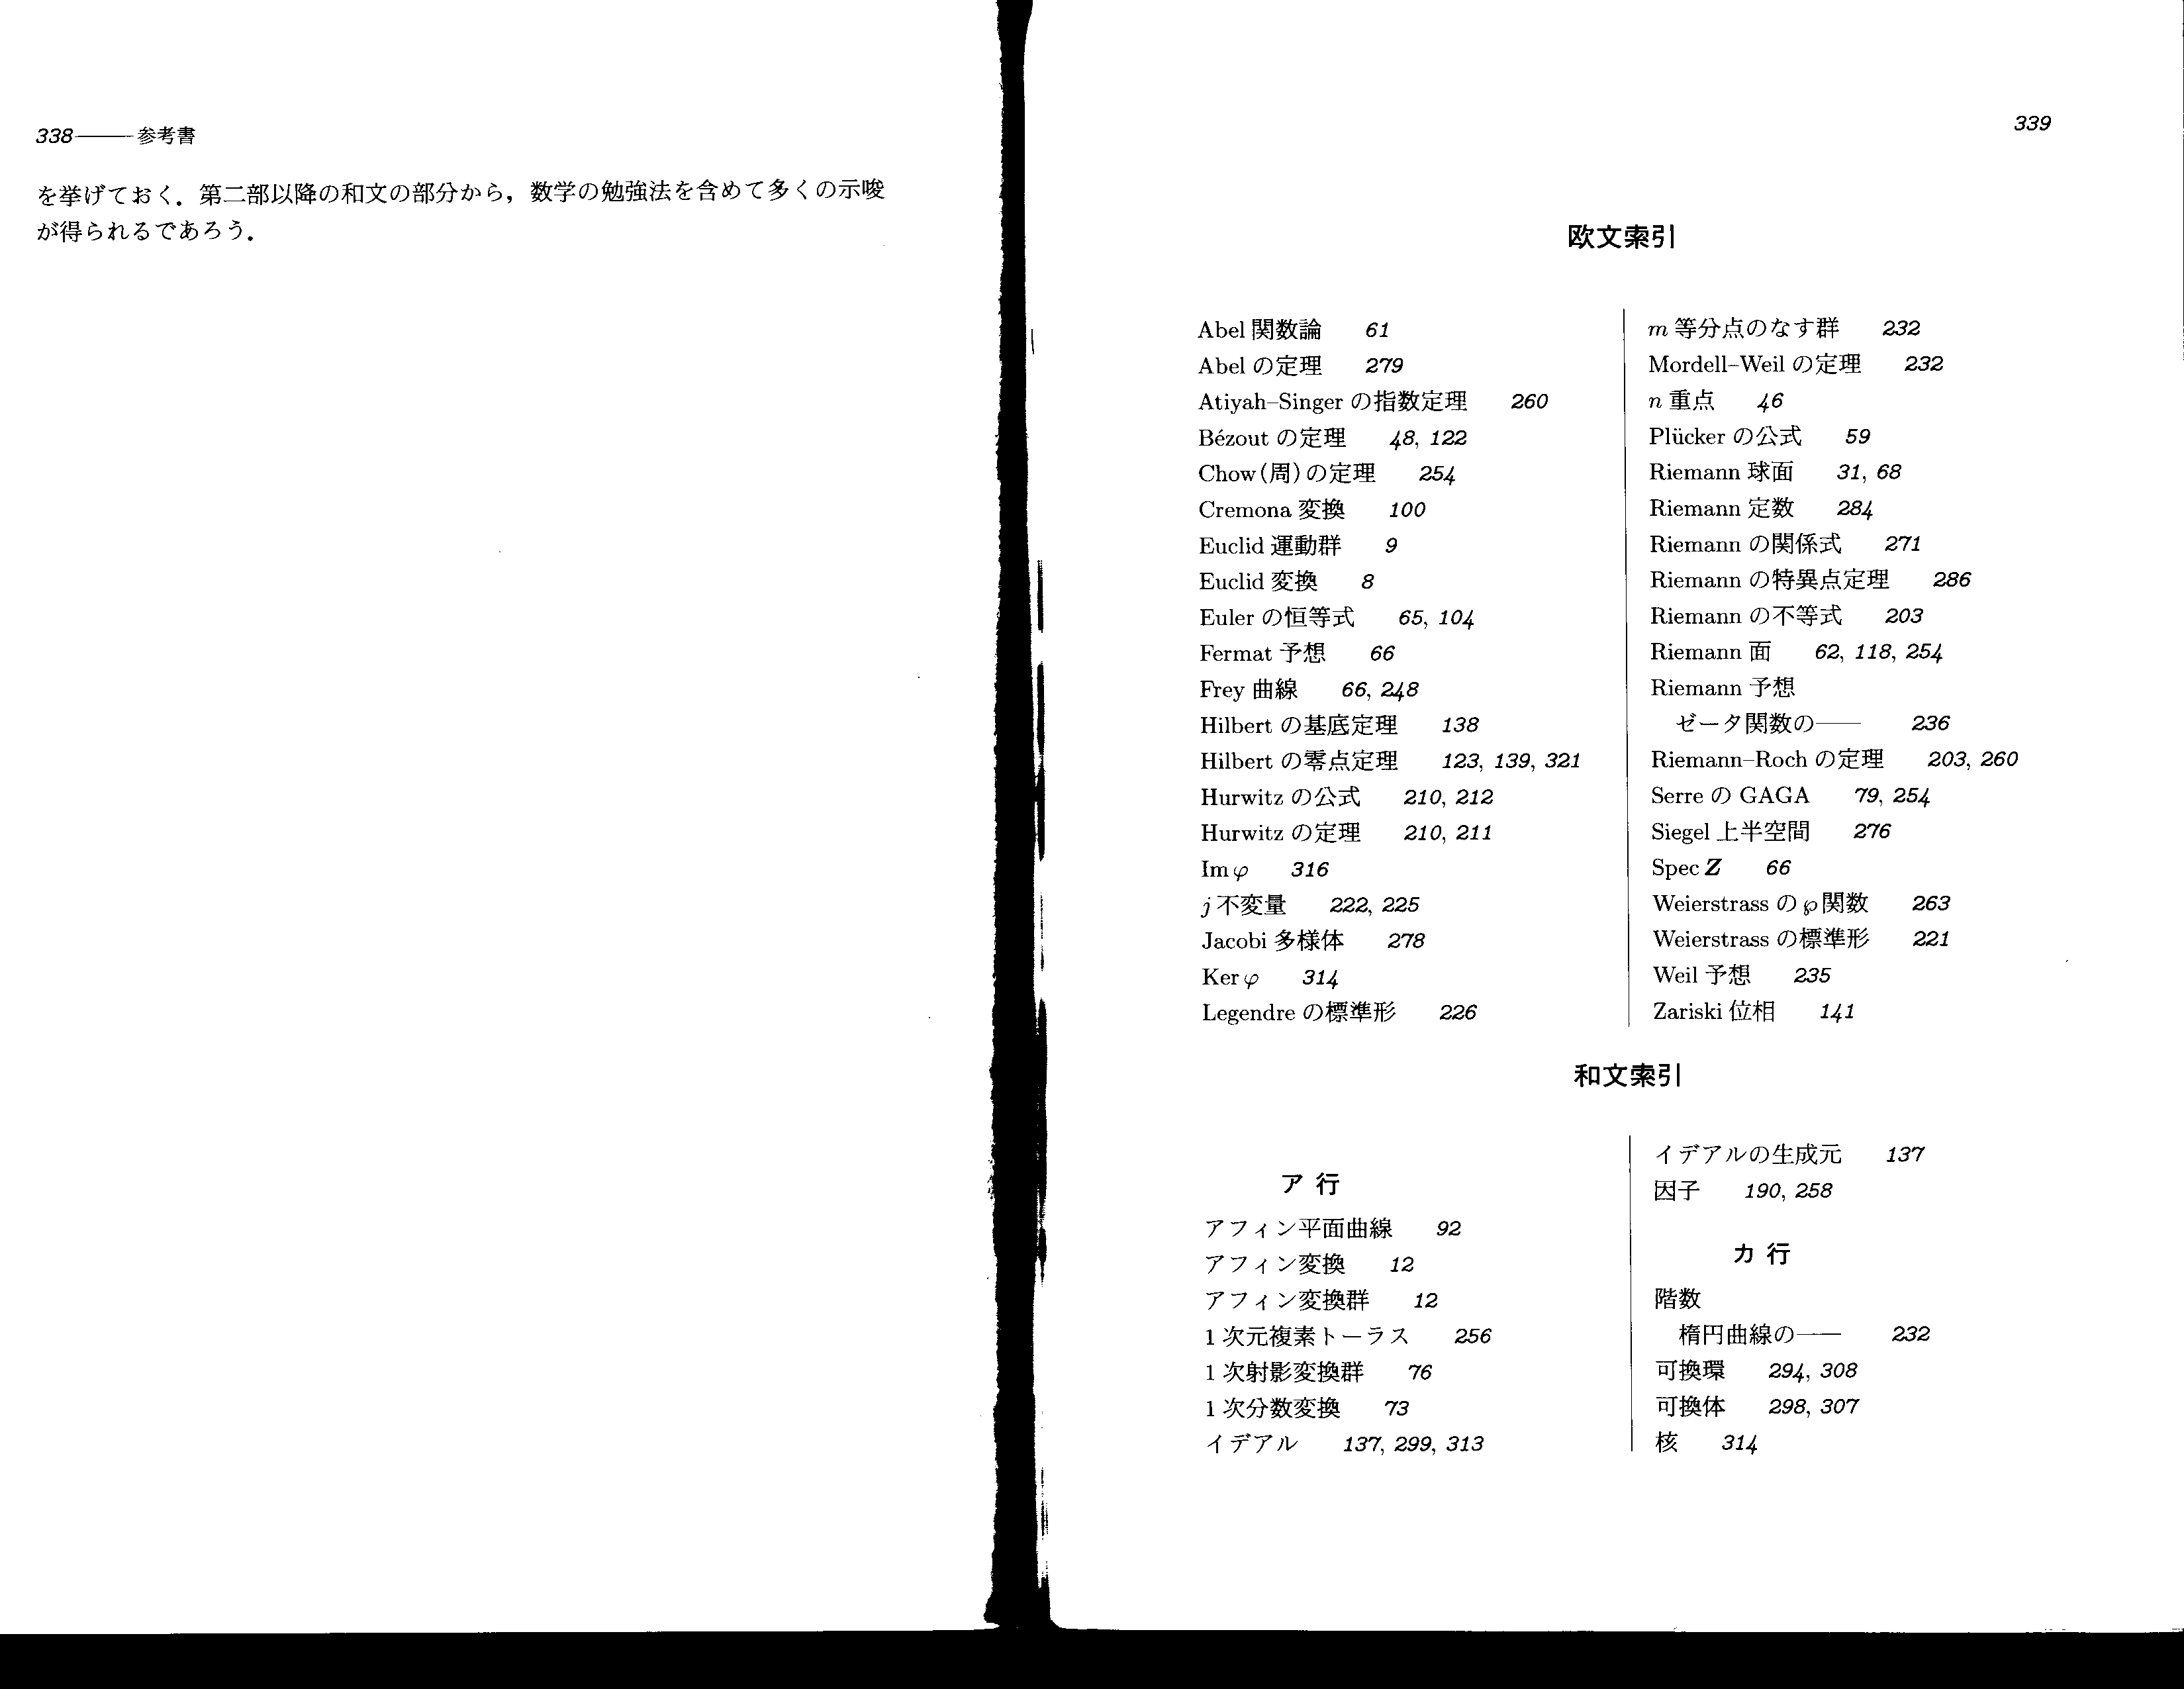 338———参考書
を挙げておく．第二部以降の和文の部分から，数学の勉強法を含めて多くの示唆
が得られるであろう．
339
欧文索引
Abel 関数論　61
Abel の定理　279
Atiyah–Singer の指数定理　260
Bézout の定理　48, 122
Chow(周)の定理　254
Cremona 変換　100
Euclid 運動群　9
Euclid 変換　8
Euler の恒等式　65, 104
Fermat 予想　66
Frey 曲線　66, 248
Hilbert の基底定理　138
Hilbert の零点定理　123, 139, 321
Hurwitz の公式　210, 212
Hurwitz の定理　210, 211
Im φ　316
j 不変量　222, 225
Jacobi 多様体　278
Ker φ　314
Legendre の標準形　226
m 等分点のなす群　232
Mordell–Weil の定理　232
n 重点　46
Plücker の公式　59
Riemann 球面　31, 68
Riemann 定数　284
Riemann の関係式　271
Riemann の特異点定理　286
Riemann の不等式　203
Riemann 面　62, 118, 254
Riemann 予想
ゼータ関数の——　236
Riemann–Roch の定理　203, 260
Serre の GAGA　79, 254
Siegel 上半空間　276
Spec Z　66
Weierstrass の ℘ 関数　263
Weierstrass の標準形　221
Weil 予想　235
Zariski 位相　141
和文索引
ア 行
アフィン平面曲線　92
アフィン変換　12
アフィン変換群　12
1 次元複素トーラス　256
1 次射影変換群　76
1 次分数変換　73
イデアル　137, 299, 313
イデアルの生成元　137
因子　190, 258
カ 行
階数
楕円曲線の——　232
可換環　294, 308
可換体　298, 307
核　314